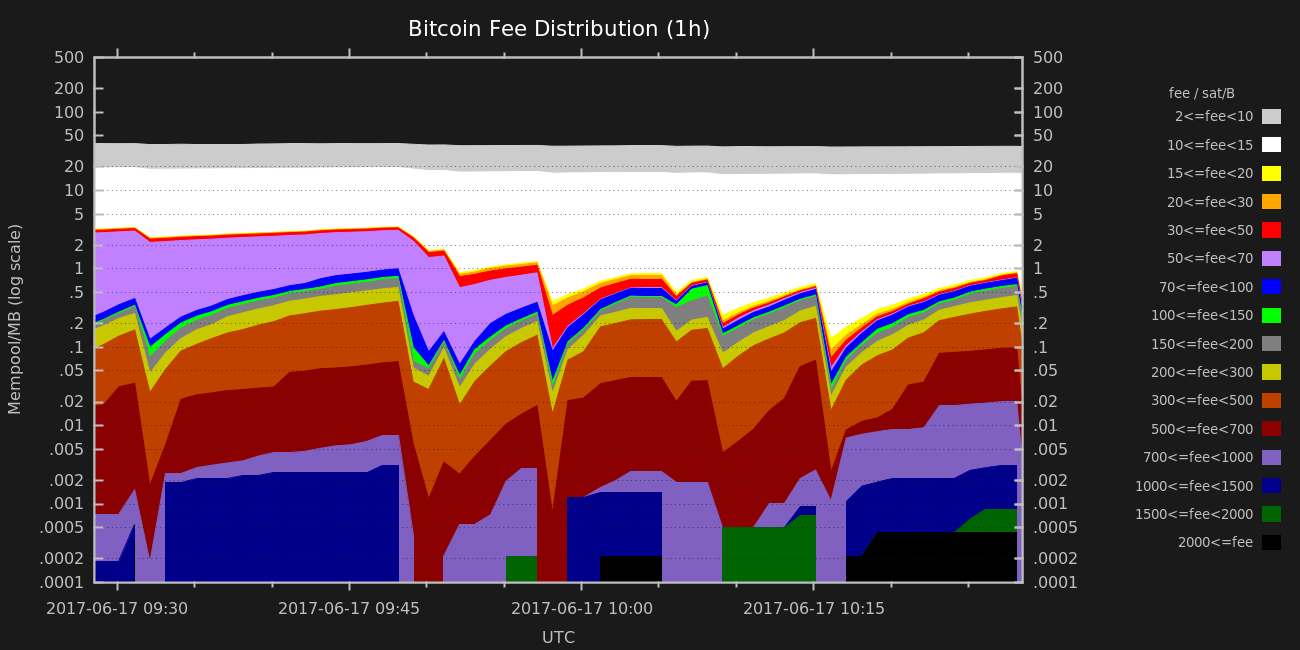 Bitcoin Fee Distribution (1h)
500
200
100
50
20
10
5
2
1
.5
.2
.1
.05
.02
.01
.005
.002
.001
.0005
.0002
.0001
Mempool/MB (log scale)
500
200
100
50
20
10
5
2
1
.5
.2
.1
.05
.02
.01
.005
.002
.001
.0005
.0002
.0001
fee / sat/B
2<=fee<10
10<=fee<15
15<=fee<20
20<=fee<30
30<=fee<50
50<=fee<70
70<=fee<100
100<=fee<150
150<=fee<200
200<=fee<300
300<=fee<500
500<=fee<700
700<=fee<1000
1000<=fee<1500
1500<=fee<2000
2000<=fee
2017-06-17 09:30 2017-06-17 09:45 2017-06-17 10:00 2017-06-17 10:15
UTC